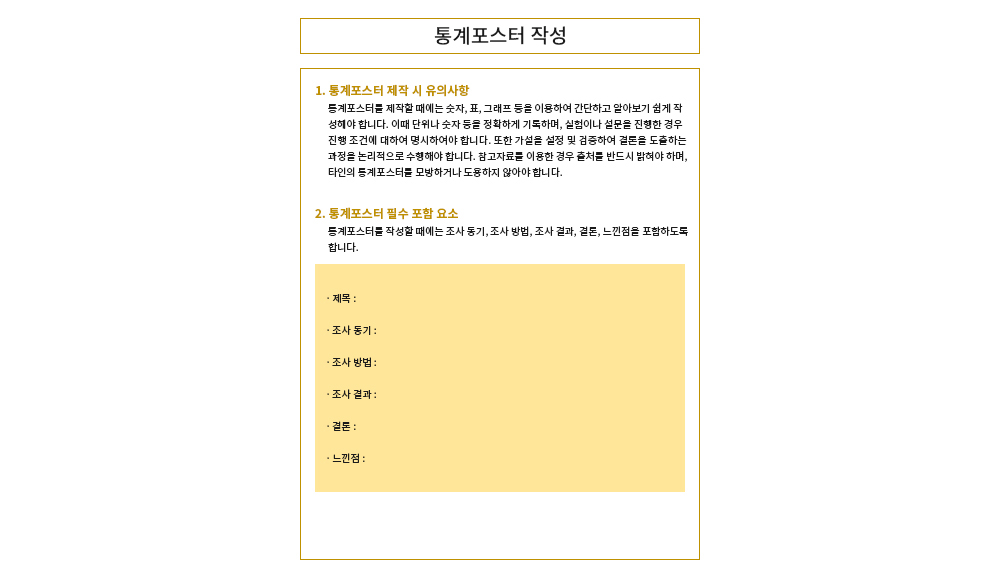 통계포스터 작성
1. 통계포스터 제작 시 유의사항
통계포스터를 제작할 때에는 숫자, 표, 그래프 등을 이용하여 간단하고 알아보기 쉽게 작
성해야 합니다. 이때 단위나 숫자 등을 정확하게 기록하며, 실험이나 설문을 진행한 경우
진행 조건에 대하여 명시하여야 합니다. 또한 가설을 설정 및 검증하여 결론을 도출하는
과정을 논리적으로 수행해야 합니다. 참고자료를 이용한 경우 출처를 반드시 밝혀야 하며,
타인의 통계포스터를 모방하거나 도용하지 않아야 합니다.
2. 통계포스터 필수 포함 요소
통계포스터를 작성할 때에는 조사 동기, 조사 방법, 조사 결과, 결론, 느낀점을 포함하도록
합니다.
· 제목 :
· 조사 동기 :
· 조사 방법 :
· 조사 결과 :
· 결론 :
· 느낀점 :